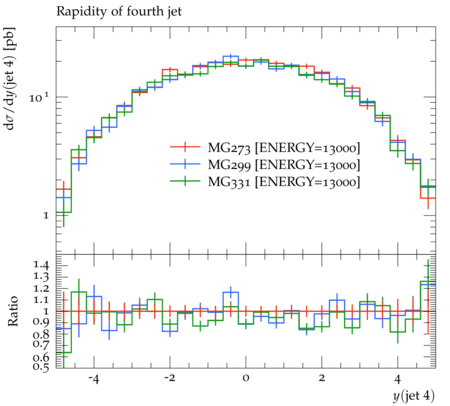 Rapidity of fourth jet
dσ/dy(jet 4) [pb]
10¹
1
MG273 [ENERGY=13000]
MG299 [ENERGY=13000]
MG331 [ENERGY=13000]
Ratio
1.4
1.3
1.2
1.1
1
0.9
0.8
0.7
0.6
0.5
-4 -2 0 2 4
y(jet 4)